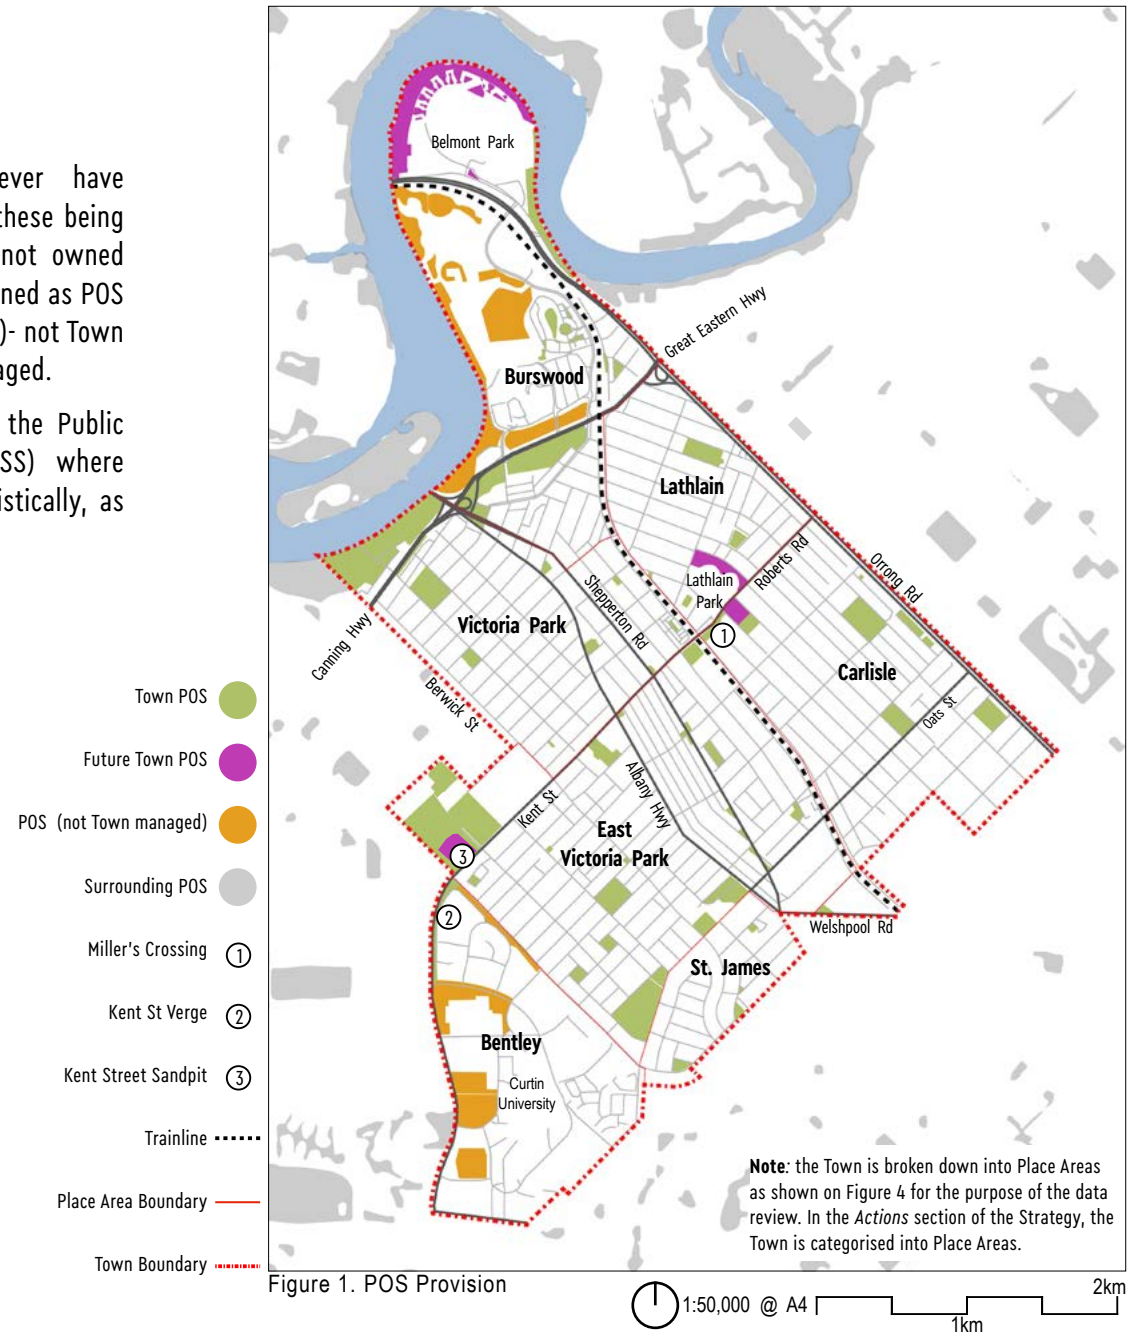 ever have
these being
not owned
ned as POS
)- not Town
aged.
the Public
SS) where
istically, as
Town POS
Future Town POS
POS (not Town managed)
Surrounding POS
Miller's Crossing 1
Kent St Verge 2
Kent Street Sandpit 3
Trainline
Place Area Boundary
Town Boundary
Belmont Park
Great Eastern Hwy
Burswood
Lathlain
Lathlain
Park
Roberts Rd
Orrong Rd
Shepperton Rd
1
Victoria Park
Canning Hwy
Berwick St
Carlisle
Oats St
Albany Hwy
Kent St
East
Victoria Park
3
2
Welshpool Rd
St. James
Bentley
Curtin
University
Note: the Town is broken down into Place Areas
as shown on Figure 4 for the purpose of the data
review. In the Actions section of the Strategy, the
Town is categorised into Place Areas.
Figure 1. POS Provision
1:50,000 @ A4
1km
2km